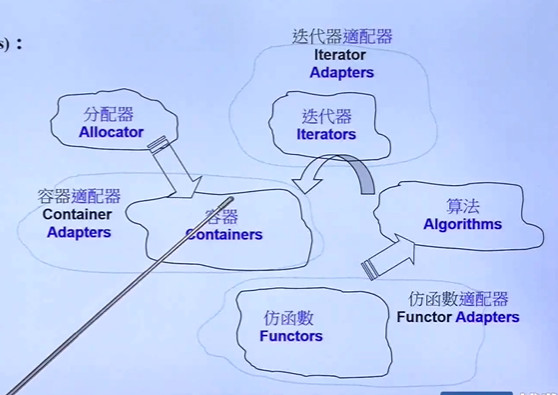 s)：
迭代器適配器
Iterator
Adapters
分配器
Allocator
迭代器
Iterators
容器適配器
Container
Adapters
容器
Containers
算法
Algorithms
仿函數適配器
Functor Adapters
仿函數
Functors